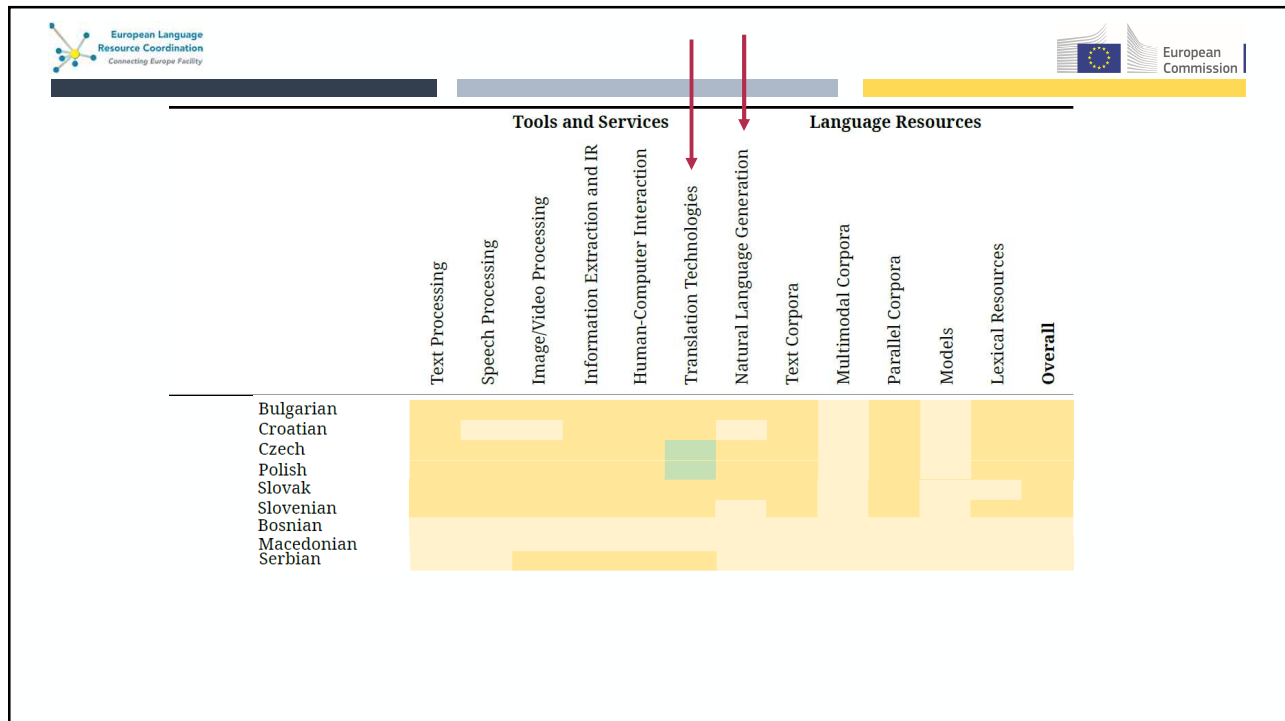 European Language
Resource Coordination
Connecting Europe Facility
European
Commission
Tools and Services
Language Resources
Text Processing
Speech Processing
Image/Video Processing
Information Extraction and IR
Human-Computer Interaction
Translation Technologies
Natural Language Generation
Text Corpora
Multimodal Corpora
Parallel Corpora
Models
Lexical Resources
Overall
Bulgarian
Croatian
Czech
Polish
Slovak
Slovenian
Bosnian
Macedonian
Serbian